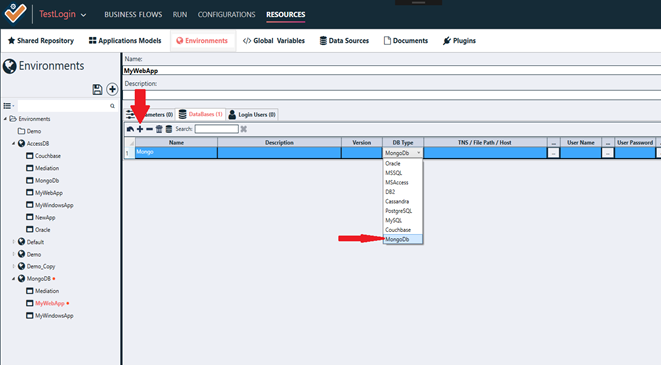 TestLogin BUSINESS FLOWS RUN CONFIGURATIONS RESOURCES
Shared Repository Applications Models Environments Global Variables Data Sources Documents Plugins
Environments
Name:
MyWebApp
Description:
Parameters (0) DataBases (1) Login Users (0)
Search:
Name Description Version DB Type TNS / File Path / Host ... User Name User Password ...
1 Mongo MongoDb ... ...
Oracle
MSSQL
MSAccess
DB2
Cassandra
PostgreSQL
MySQL
Couchbase
MongoDb
Environments
Demo
AccessDB
Couchbase
Mediation
MongoDb
MyWebApp
MyWindowsApp
NewApp
Oracle
Default
Demo
Demo_Copy
MongoDB *
Mediation
MyWebApp *
MyWindowsApp